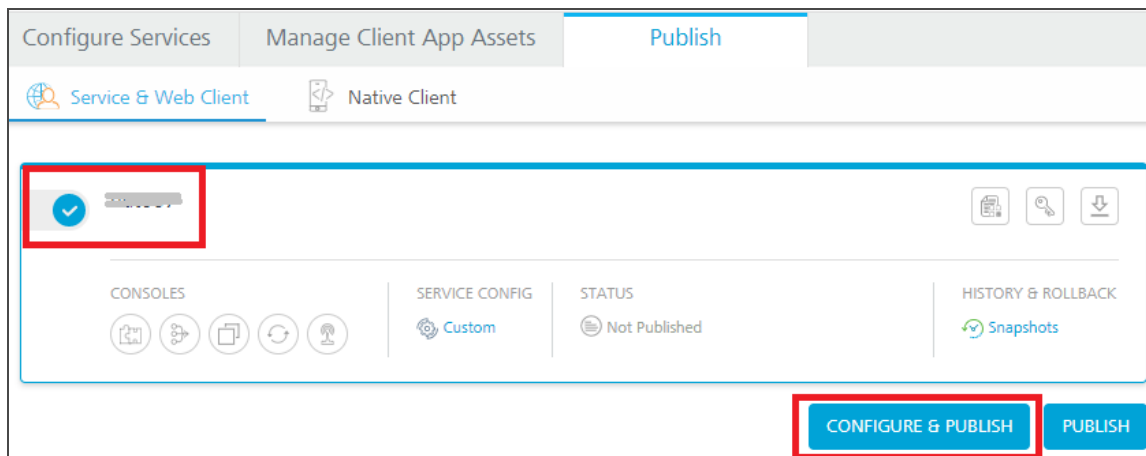 Configure Services
Manage Client App Assets
Publish
Service & Web Client
Native Client
CONSOLES
SERVICE CONFIG
STATUS
HISTORY & ROLLBACK
Custom
Not Published
Snapshots
CONFIGURE & PUBLISH
PUBLISH